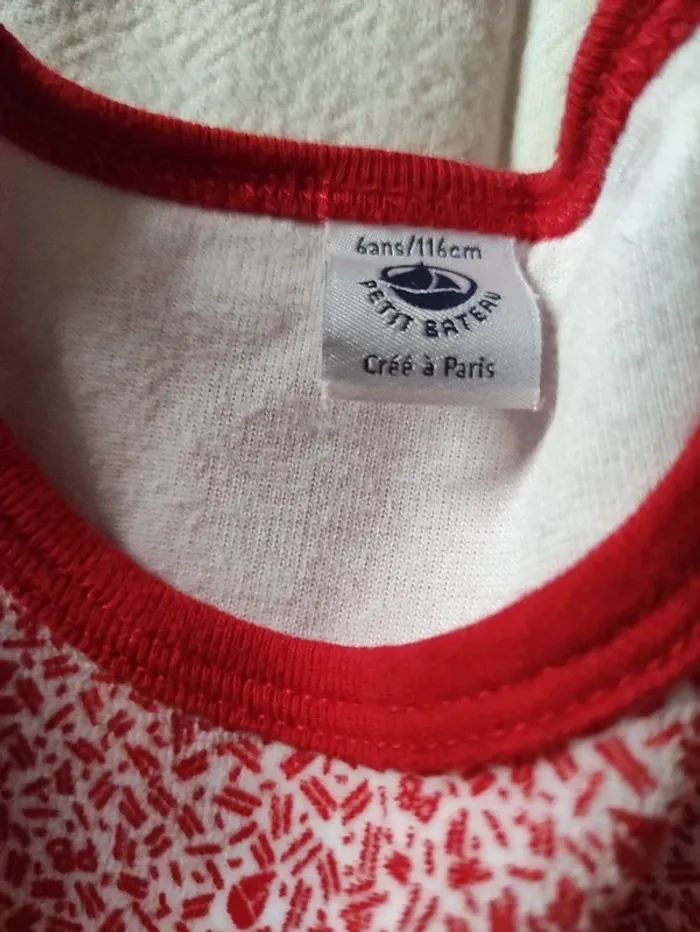 6ans/116cm
PETIT BATEAU
Créé à Paris